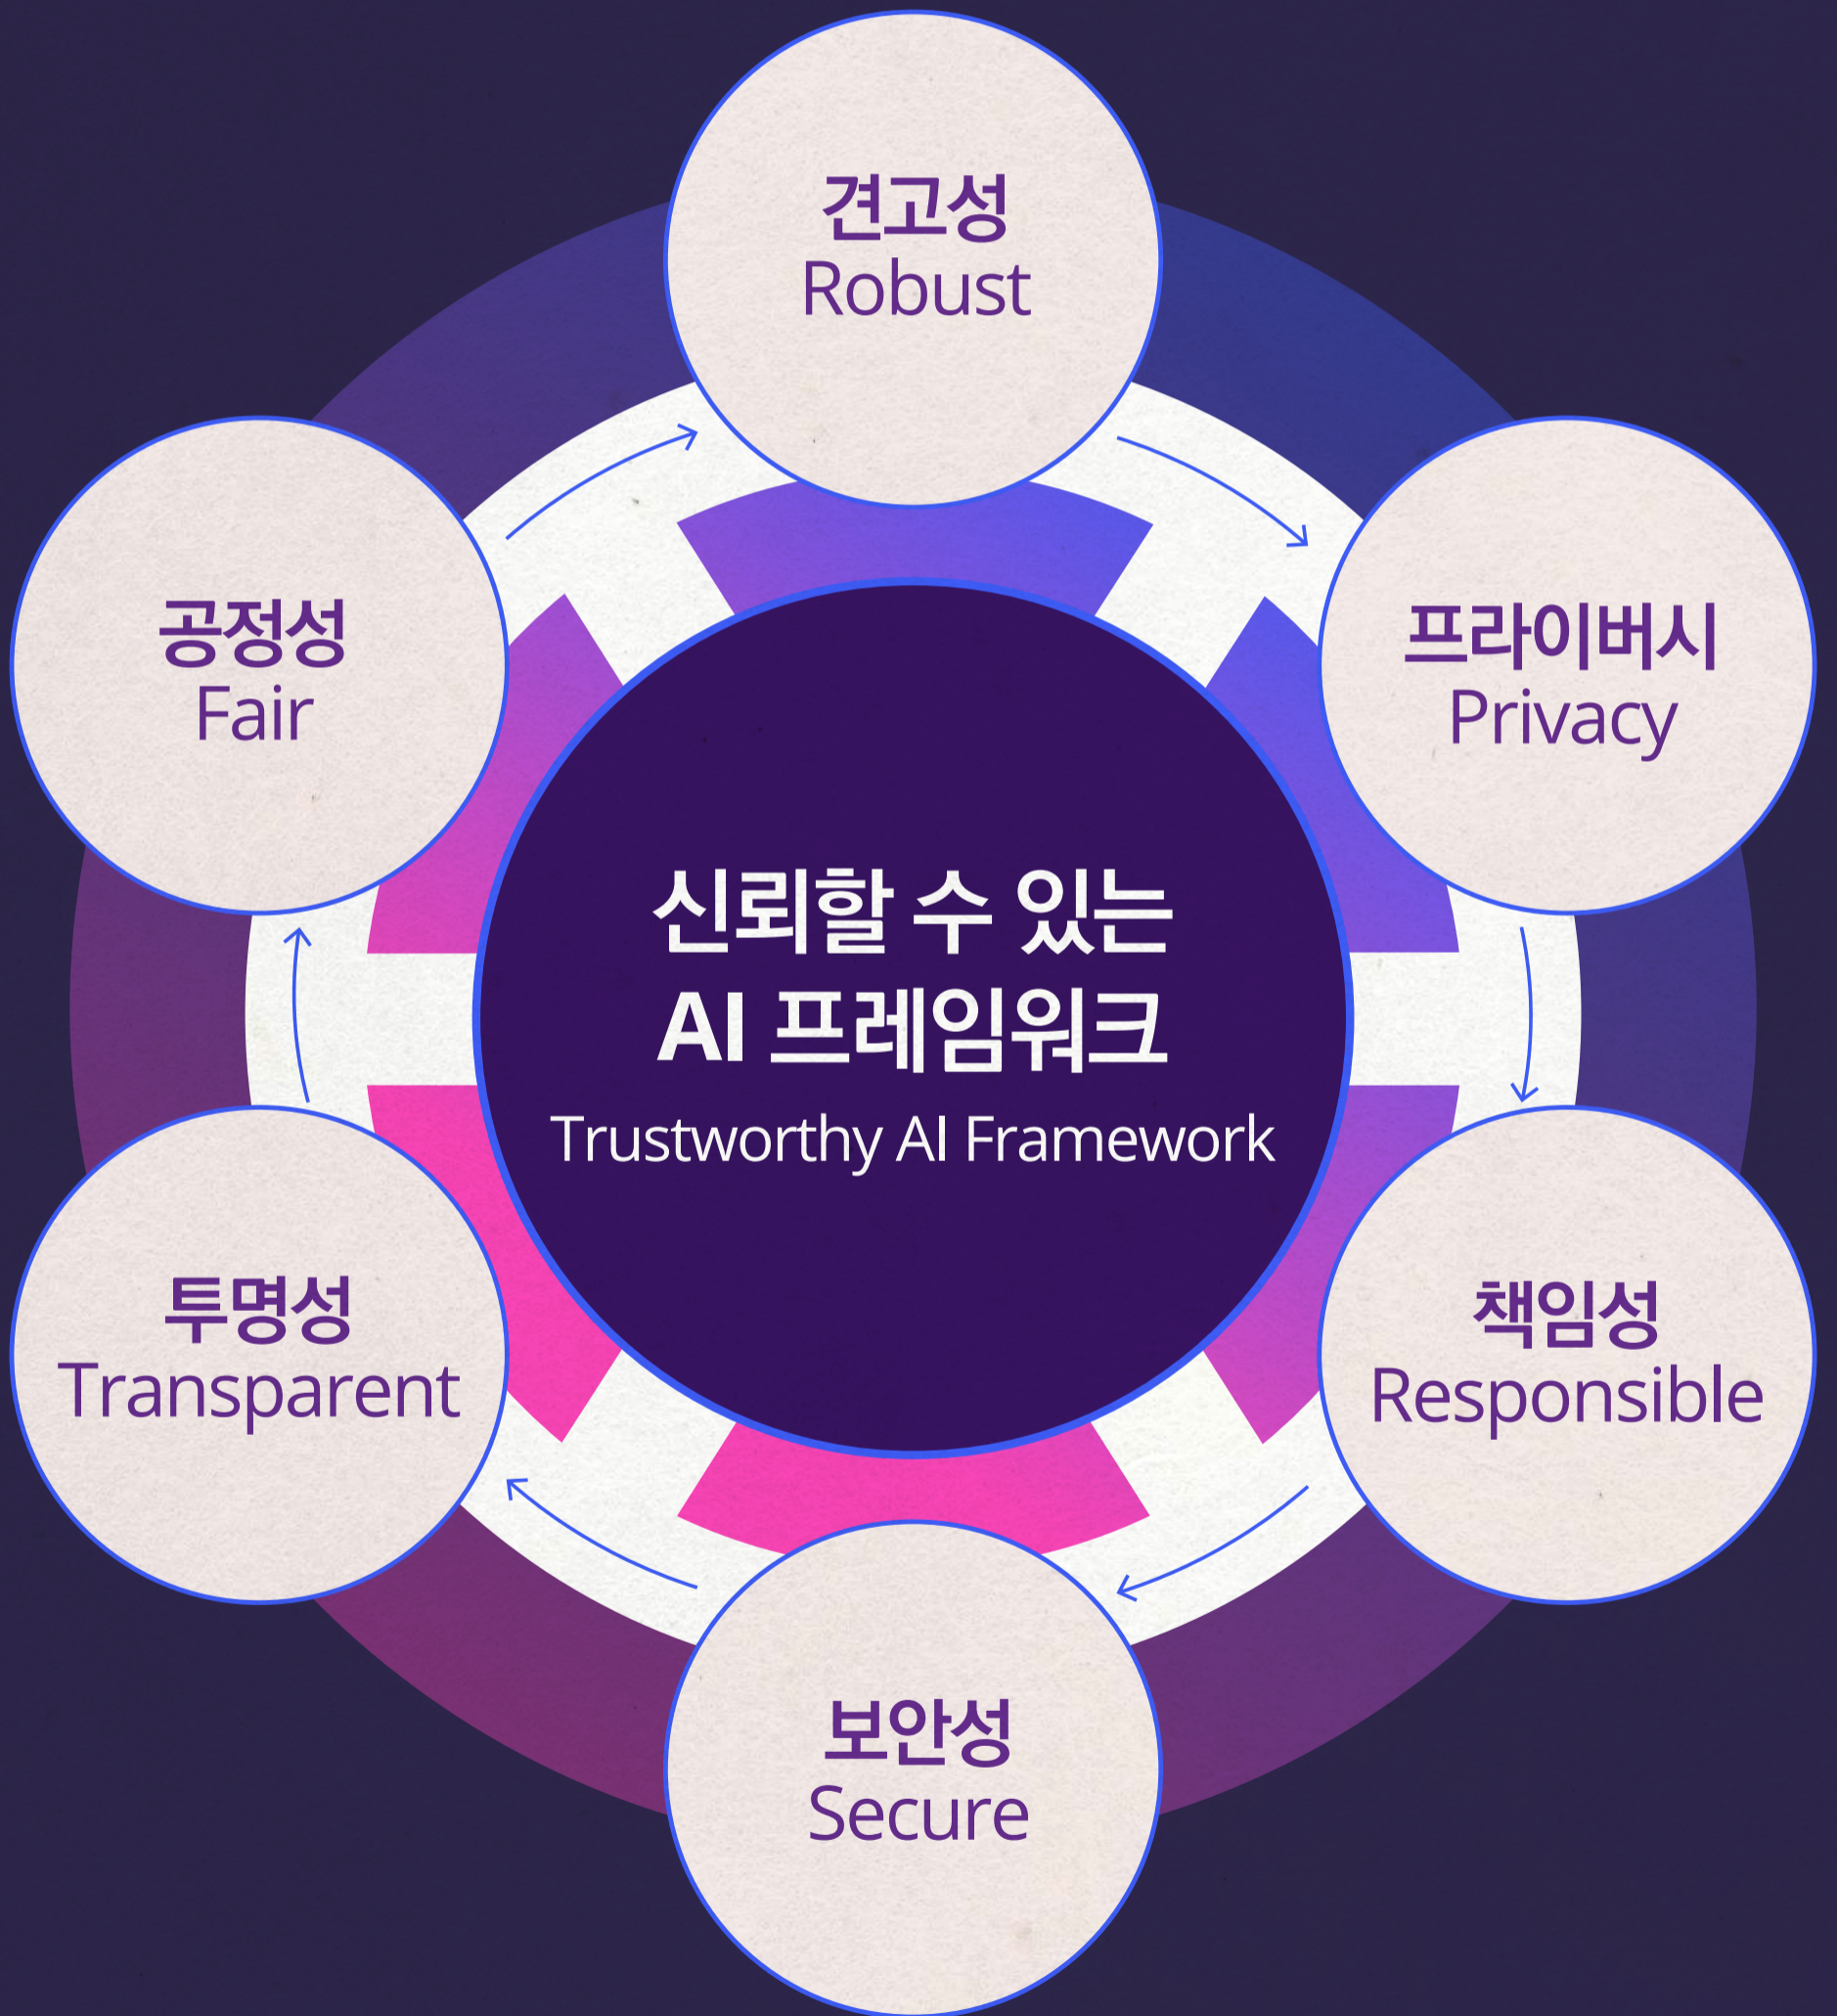 견고성
Robust
프라이버시
Privacy
책임성
Responsible
보안성
Secure
투명성
Transparent
공정성
Fair
신뢰할 수 있는
AI 프레임워크
Trustworthy AI Framework